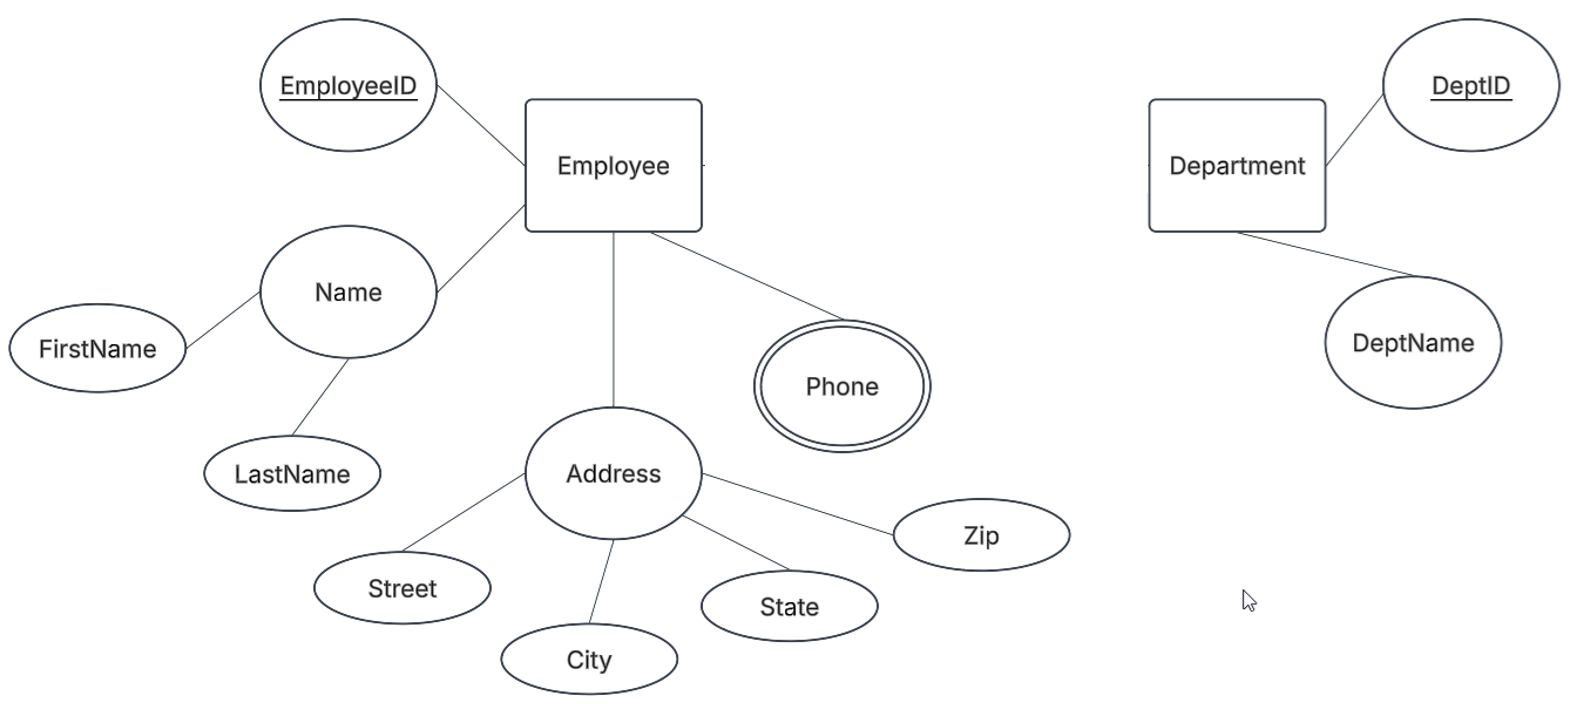 EmployeeID
DeptID
Employee
Department
Name
FirstName
DeptName
Phone
LastName
Address
Zip
Street
State
City